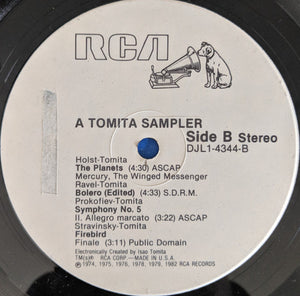 RCA
A TOMITA SAMPLER
Side B Stereo
DJL1-4344-B
Holst-Tomita
The Planets (4:30) ASCAP
Mercury, The Winged Messenger
Ravel-Tomita
Bolero (Edited) (4:33) S.D.R.M.
Prokofiev-Tomita
Symphony No. 5
II. Allegro marcato (3:22) ASCAP
Stravinsky-Tomita
Firebird
Finale (3:11) Public Domain
Electronically Created by Isao Tomita
TM(s)® RCA CORP.—MADE IN U.S.A.
℗ 1974, 1975, 1976, 1978, 1979, 1982 RCA RECORDS